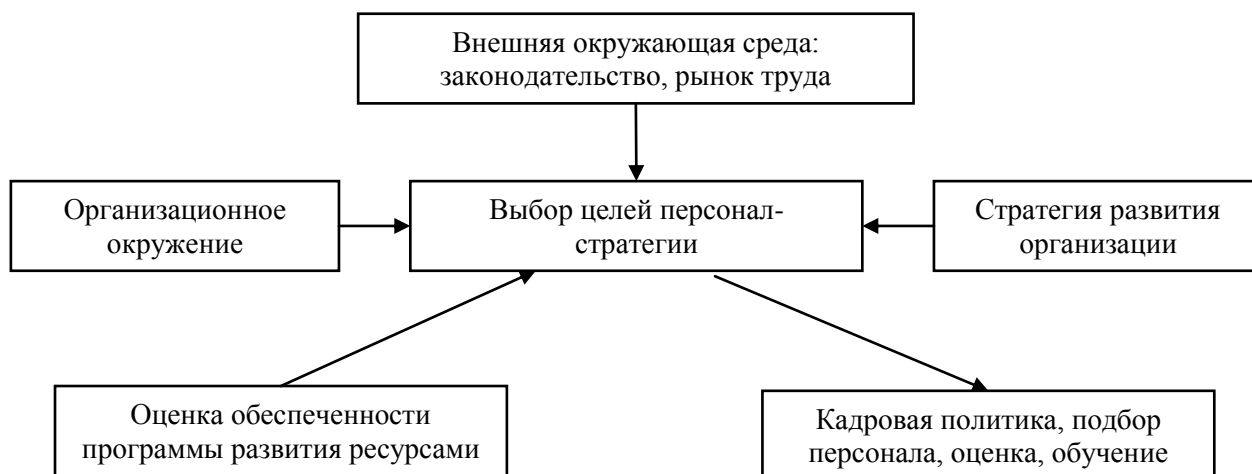 Внешняя окружающая среда:
законодательство, рынок труда
Организационное
окружение
Выбор целей персонал-
стратегии
Стратегия развития
организации
Оценка обеспеченности
программы развития ресурсами
Кадровая политика, подбор
персонала, оценка, обучение